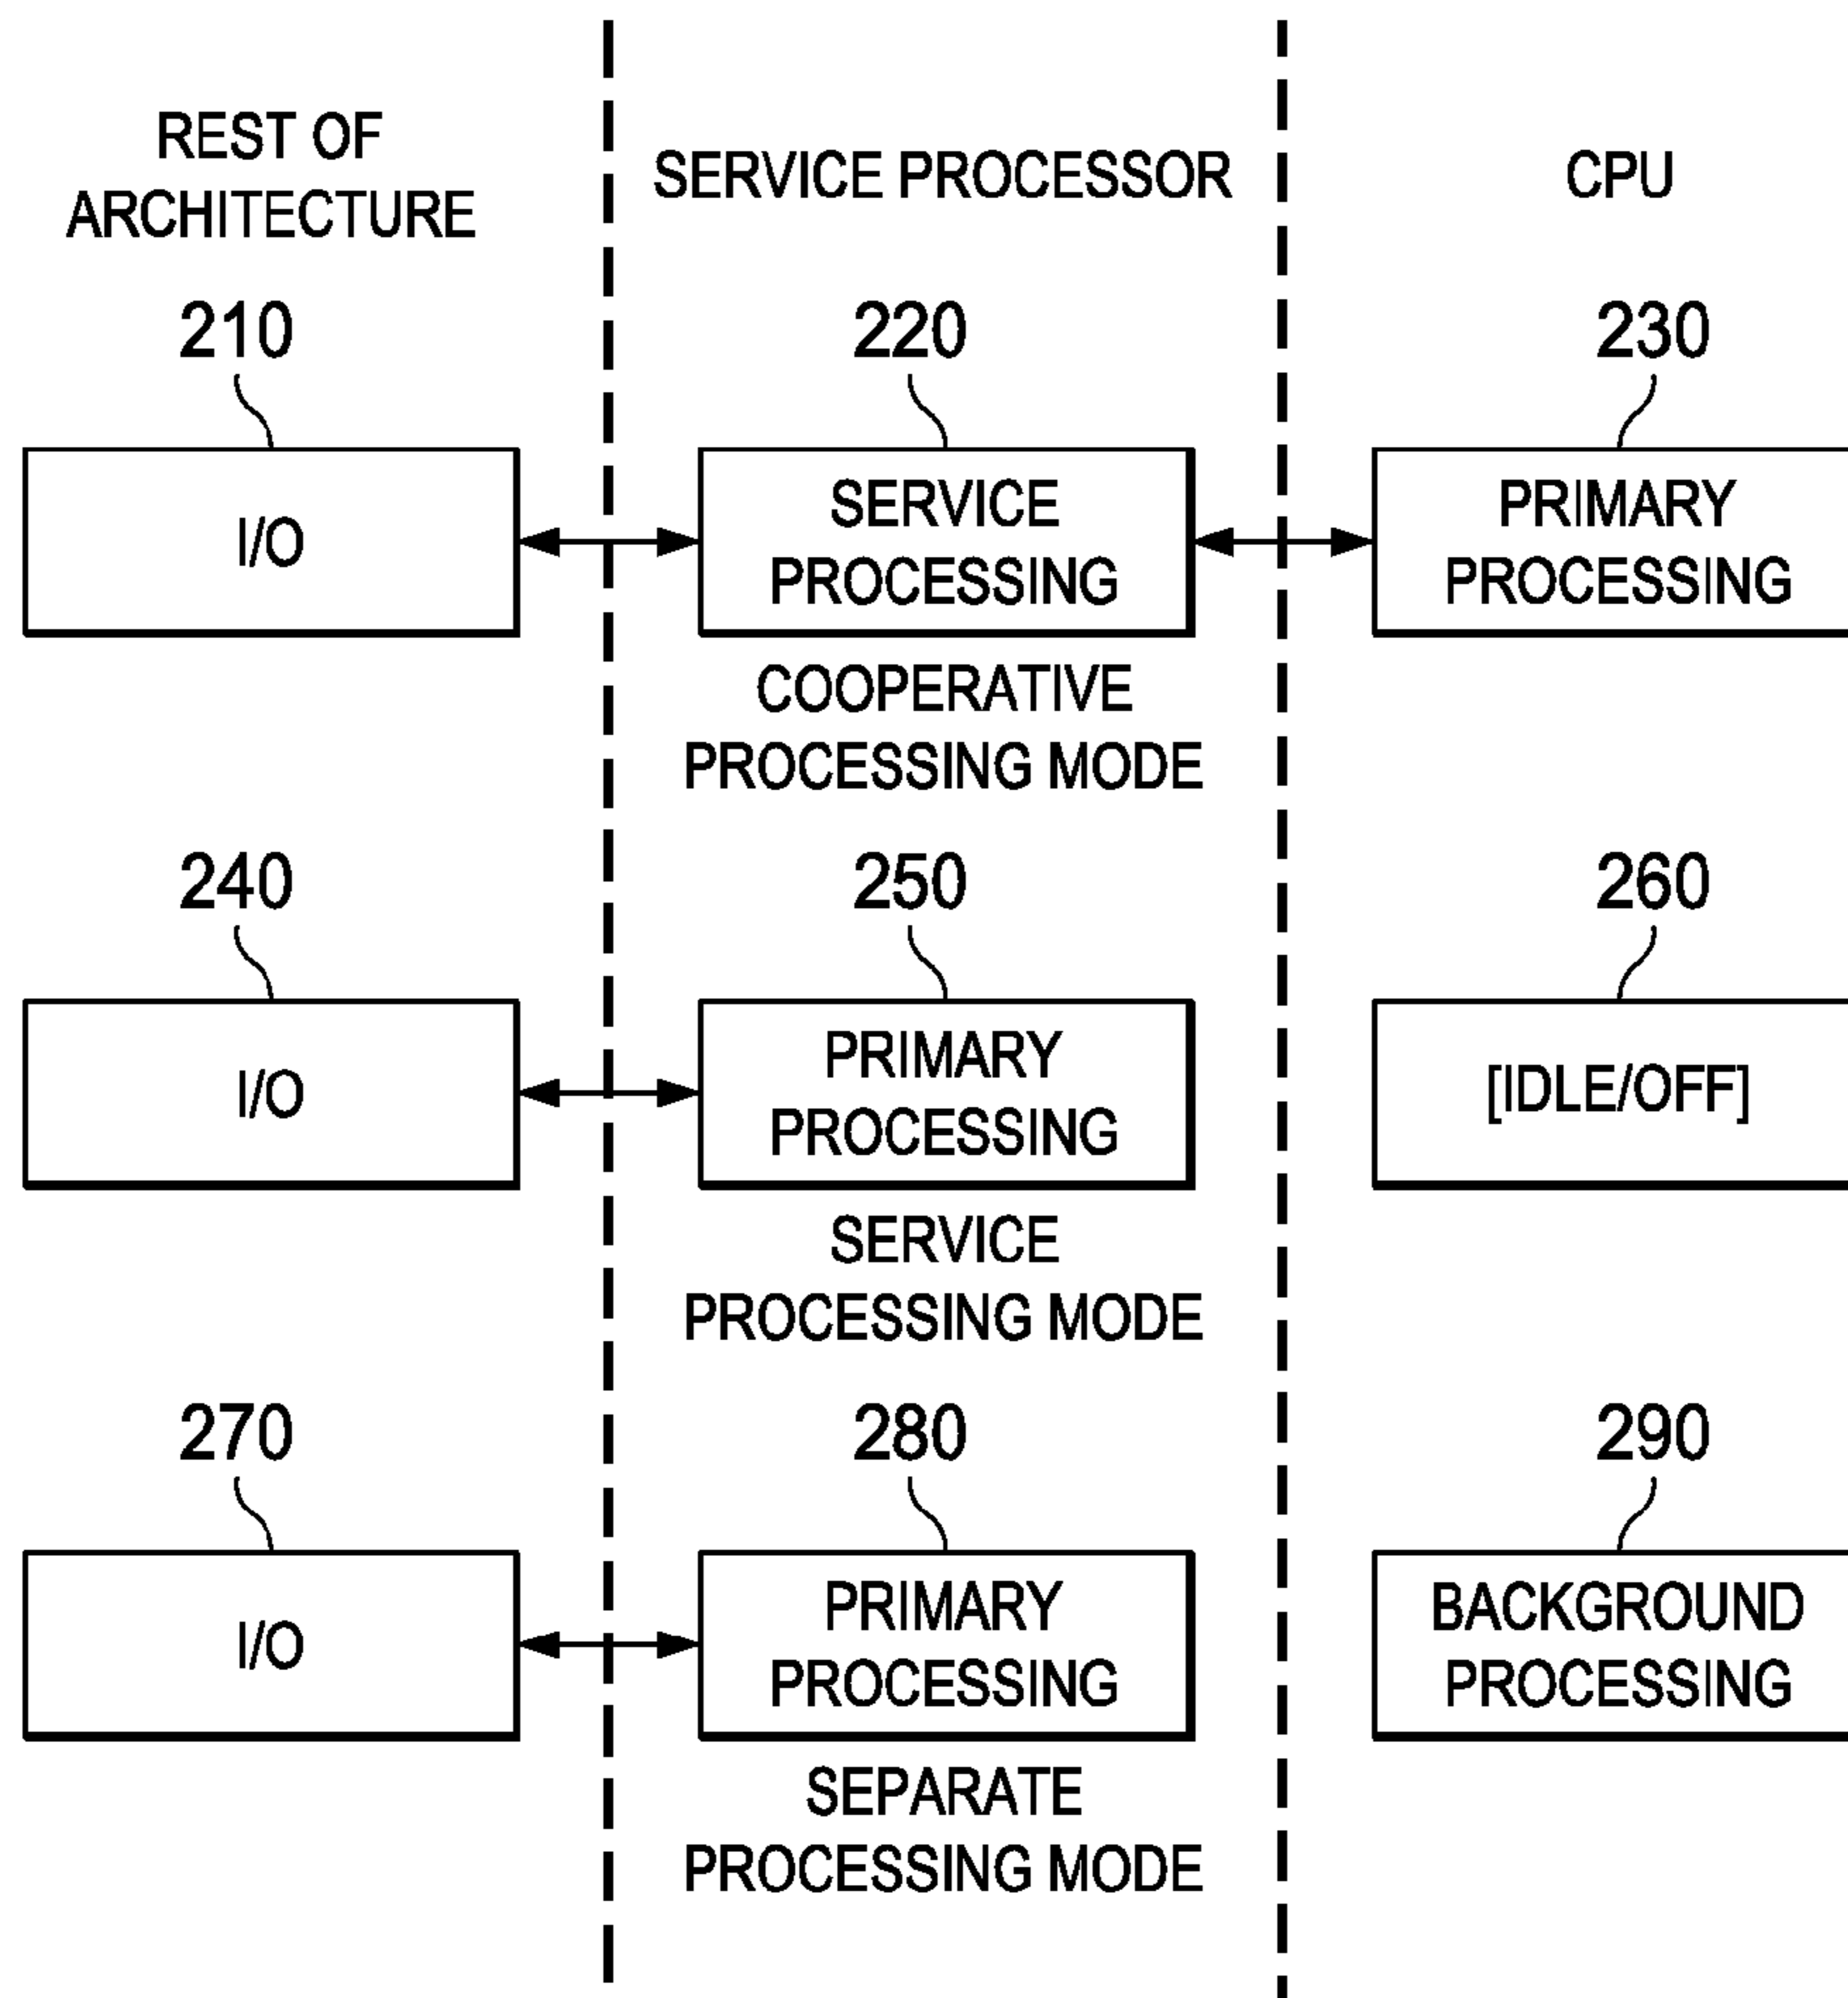 REST OF
ARCHITECTURE
SERVICE PROCESSOR
CPU
210
220
230
I/O
SERVICE
PROCESSING
PRIMARY
PROCESSING
COOPERATIVE
PROCESSING MODE
240
250
260
I/O
PRIMARY
PROCESSING
[IDLE/OFF]
SERVICE
PROCESSING MODE
270
280
290
I/O
PRIMARY
PROCESSING
BACKGROUND
PROCESSING
SEPARATE
PROCESSING MODE